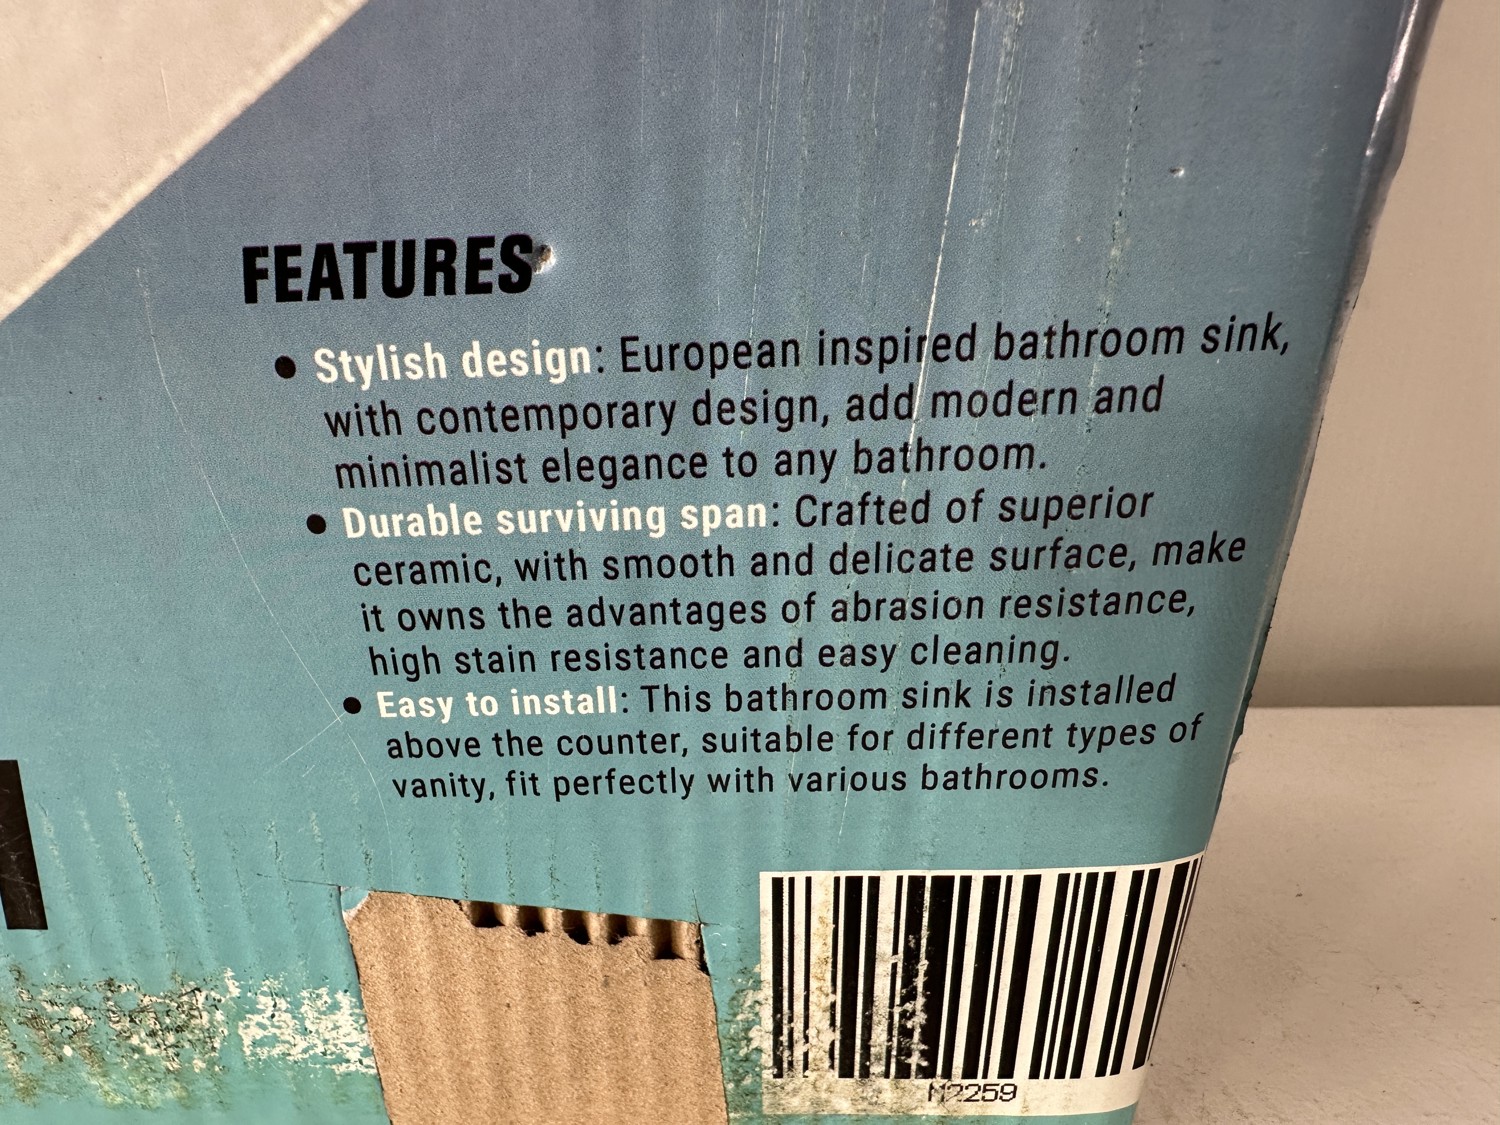 FEATURES
● Stylish design: European inspired bathroom sink,
with contemporary design, add modern and
minimalist elegance to any bathroom.
● Durable surviving span: Crafted of superior
ceramic, with smooth and delicate surface, make
it owns the advantages of abrasion resistance,
high stain resistance and easy cleaning.
● Easy to install: This bathroom sink is installed
above the counter, suitable for different types of
vanity, fit perfectly with various bathrooms.
M2259